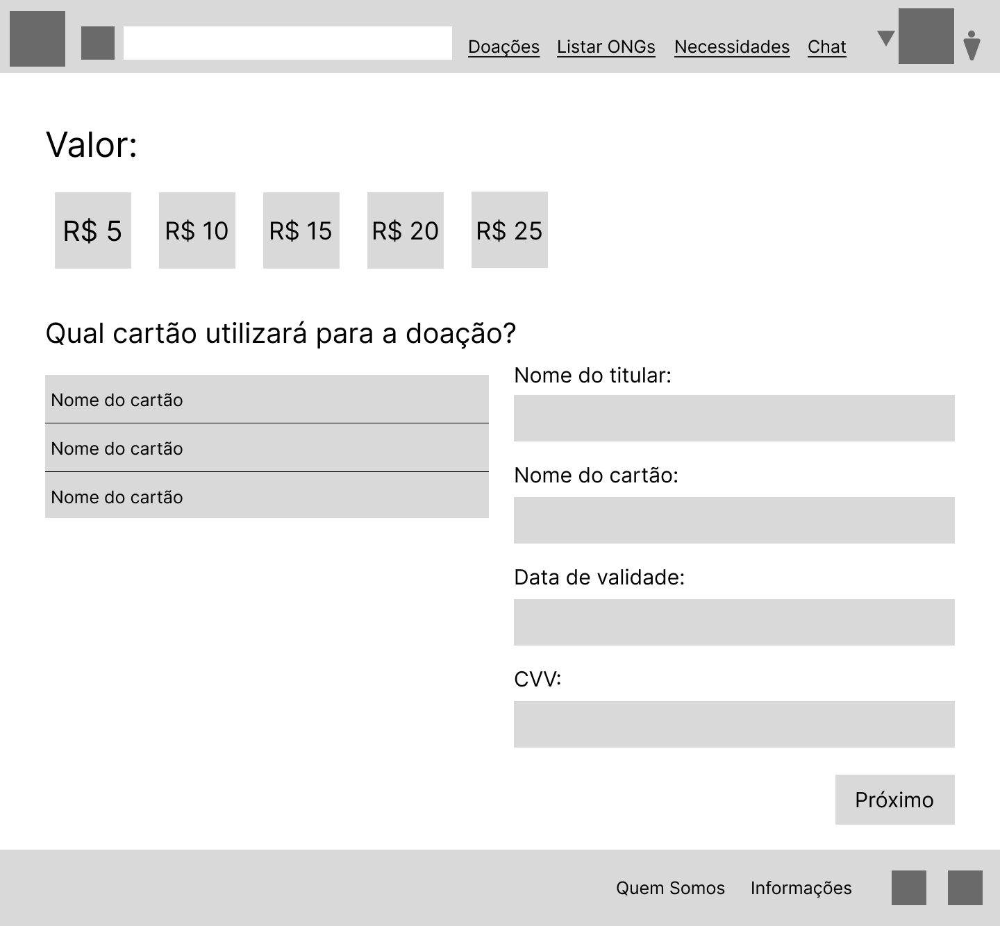 Doações Listar ONGs Necessidades Chat
Valor:
R$ 5 R$ 10 R$ 15 R$ 20 R$ 25
Qual cartão utilizará para a doação?
Nome do cartão
Nome do cartão
Nome do cartão
Nome do titular:
Nome do cartão:
Data de validade:
CVV:
Próximo
Quem Somos Informações